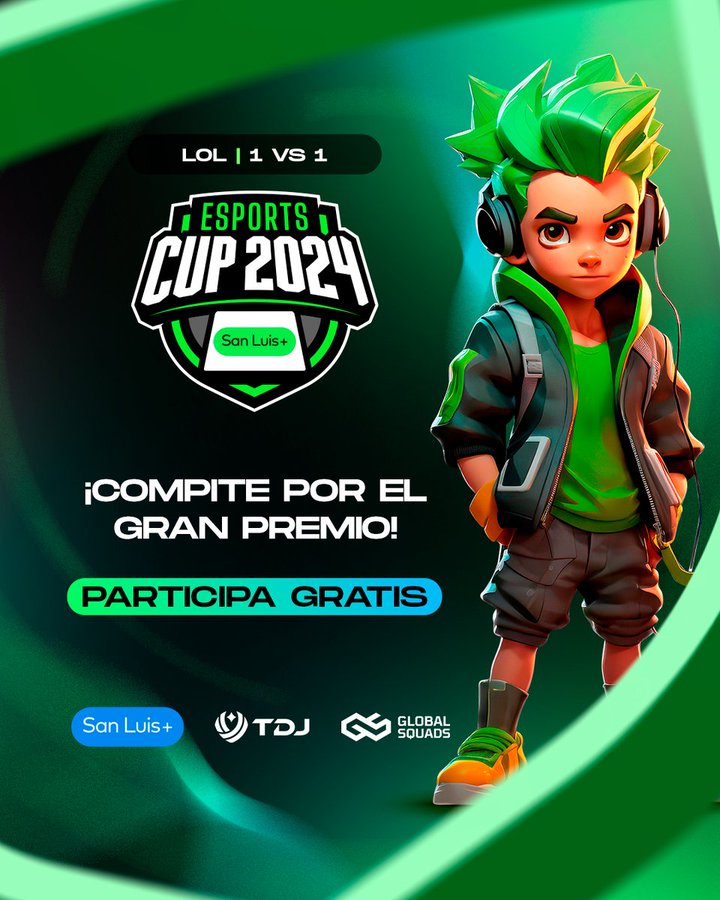 LOL | 1 VS 1
ESPORTS
CUP 2024
San Luis+
¡COMPITE POR EL
GRAN PREMIO!
PARTICIPA GRATIS
San Luis+
TDJ
GLOBAL
SQUADS